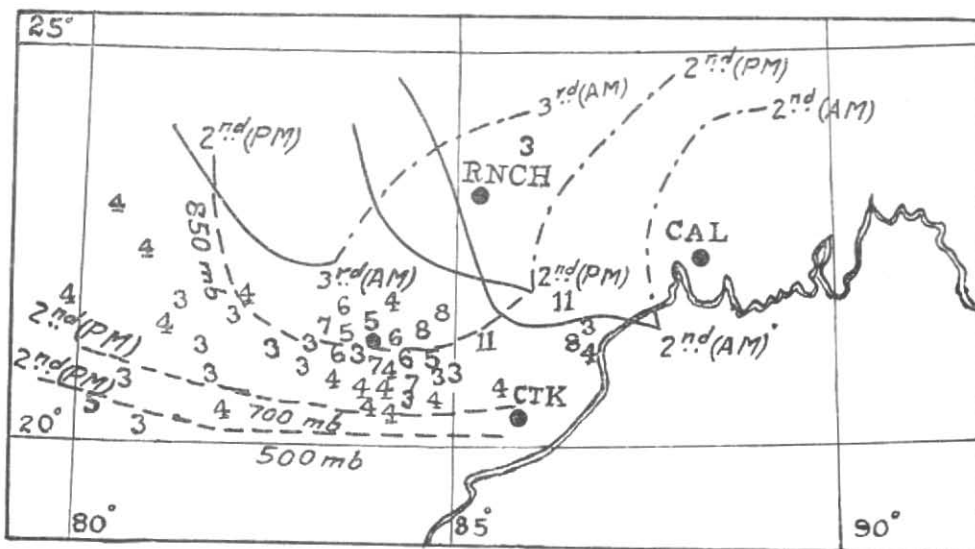 25°
2nd (PM)
3rd (AM)
2nd (PM)
2nd (AM)
3
RNCH
4
850 mb
CAL
4
3rd (AM)
2nd (PM)
4 3 4 6 4 8 11
2nd (PM)
4 3 7 5 5 6 8 11 3
3 3 3 6 3 6 5 8 2nd (AM)
2nd (PM)
3 3 3 7 4 3 3 4
4 4 4 7 4 CTK
5 4 4 4 3 4
3 700 mb
20°
500 mb
80° 85° 90°